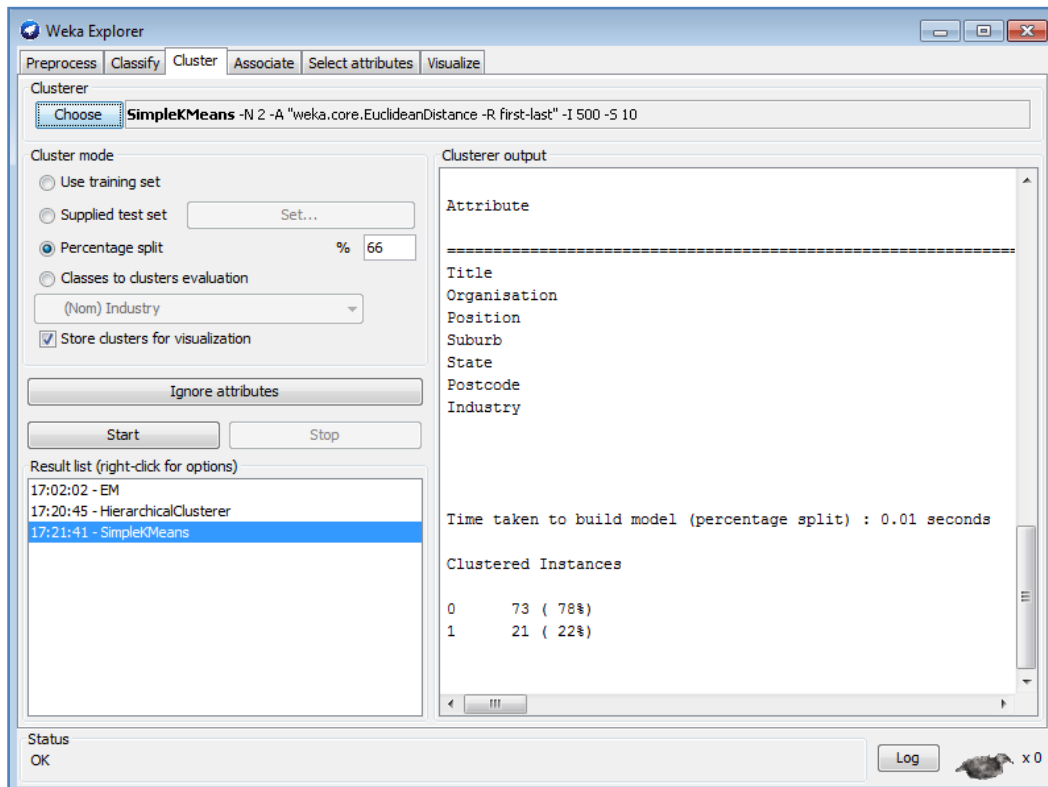 Weka Explorer
Preprocess Classify Cluster Associate Select attributes Visualize
Clusterer
Choose SimpleKMeans -N 2 -A "weka.core.EuclideanDistance -R first-last" -I 500 -S 10
Cluster mode
Use training set
Supplied test set Set...
Percentage split % 66
Classes to clusters evaluation
(Nom) Industry
Store clusters for visualization
Ignore attributes
Start Stop
Result list (right-click for options)
17:02:02 - EM
17:20:45 - HierarchicalClusterer
17:21:41 - SimpleKMeans
Clusterer output
Attribute
==============================================================
Title
Organisation
Position
Suburb
State
Postcode
Industry
Time taken to build model (percentage split) : 0.01 seconds
Clustered Instances
0 73 ( 78%)
1 21 ( 22%)
Status
OK
Log x 0